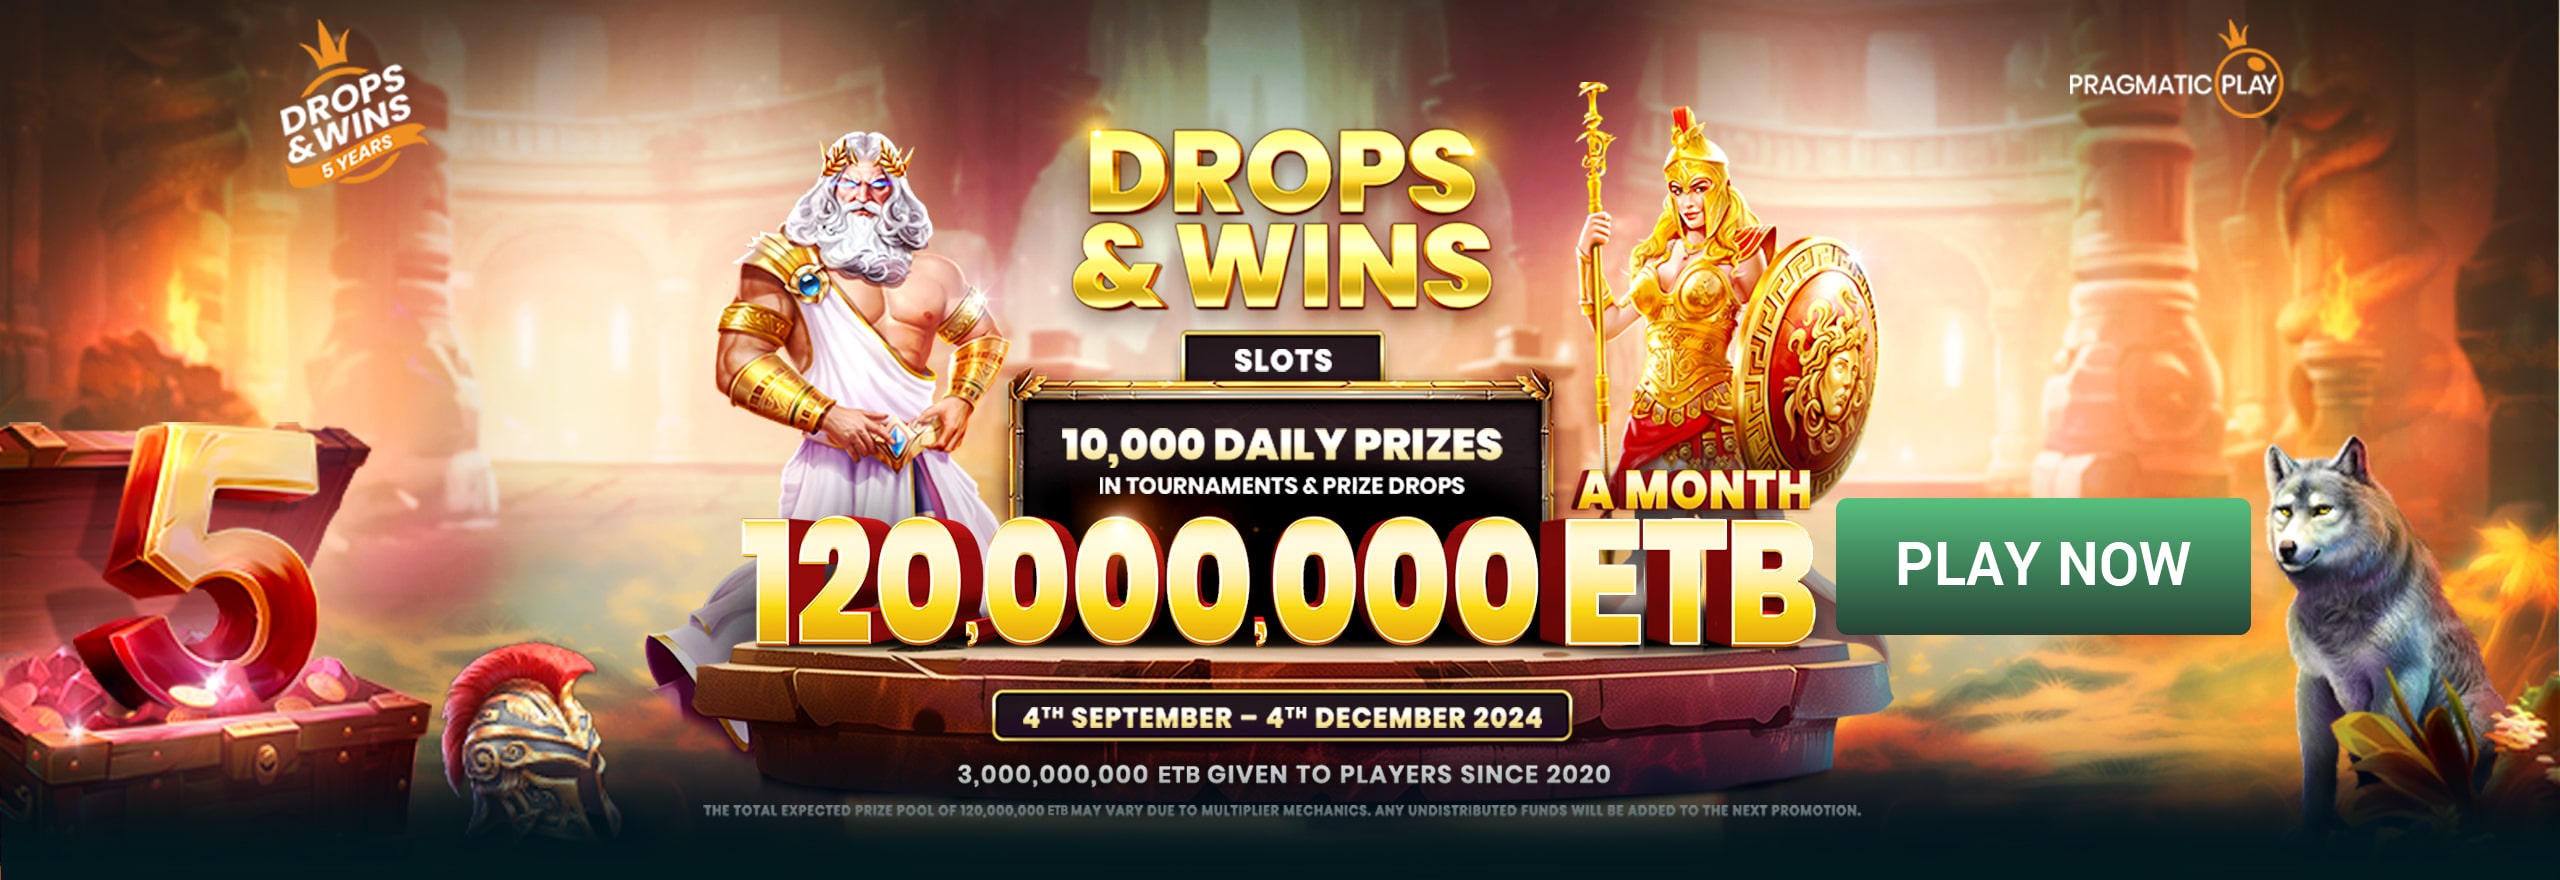 DROPS
& WINS
5 YEARS
PRAGMATIC PLAY
DROPS
& WINS
SLOTS
10,000 DAILY PRIZES
IN TOURNAMENTS & PRIZE DROPS
A MONTH
120,000,000 ETB
PLAY NOW
5
4TH SEPTEMBER – 4TH DECEMBER 2024
3,000,000,000 ETB GIVEN TO PLAYERS SINCE 2020
THE TOTAL EXPECTED PRIZE POOL OF 120,000,000 ETB MAY VARY DUE TO MULTIPLIER MECHANICS. ANY UNDISTRIBUTED FUNDS WILL BE ADDED TO THE NEXT PROMOTION.